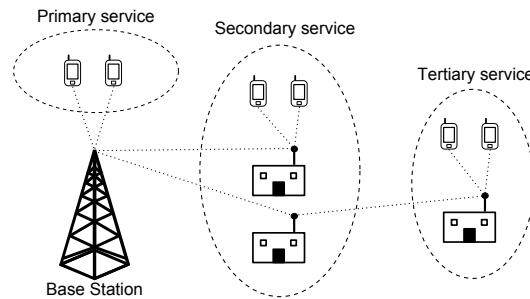 Primary service
Secondary service
Tertiary service
Base Station